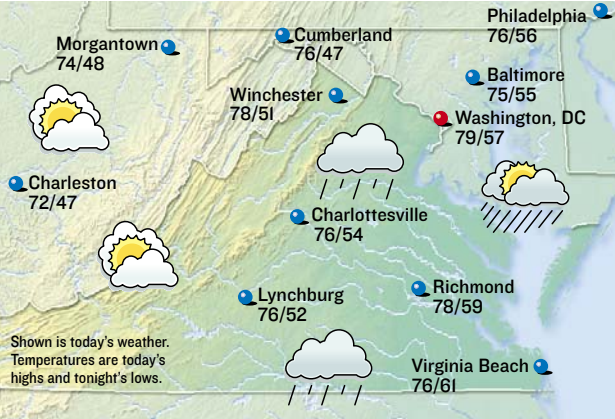 Philadelphia
76/56
Cumberland
76/47
Morgantown
74/48
Baltimore
75/55
Winchester
78/51
Washington, DC
79/57
Charleston
72/47
Charlottesville
76/54
Richmond
78/59
Lynchburg
76/52
Shown is today's weather.
Temperatures are today's
highs and tonight's lows.
Virginia Beach
76/61